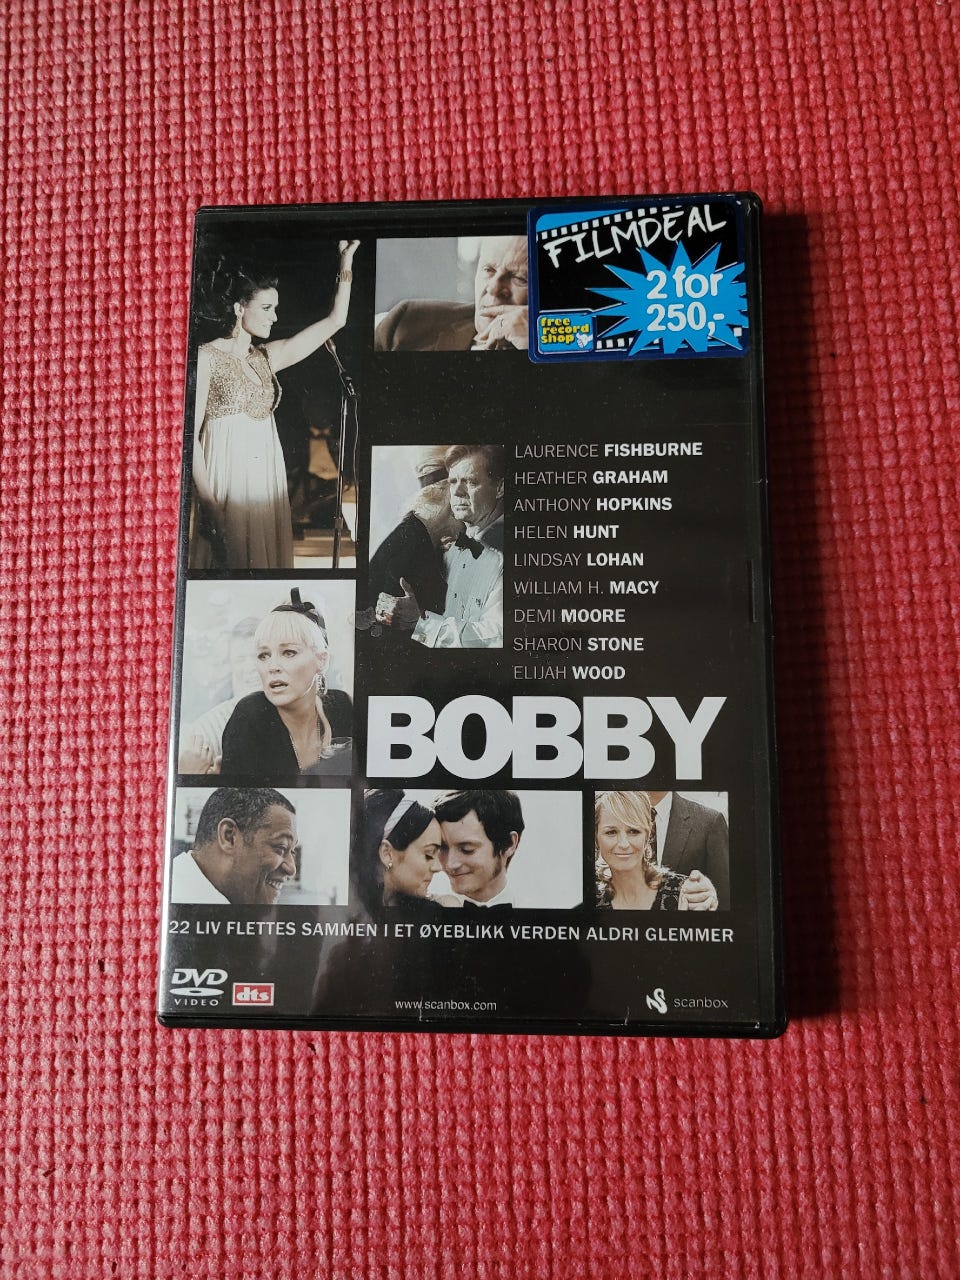 FILMDEAL
2 for
250,-
free
record
shop
LAURENCE FISHBURNE
HEATHER GRAHAM
ANTHONY HOPKINS
HELEN HUNT
LINDSAY LOHAN
WILLIAM H. MACY
DEMI MOORE
SHARON STONE
ELIJAH WOOD
BOBBY
22 LIV FLETTES SAMMEN I ET ØYEBLIKK VERDEN ALDRI GLEMMER
DVD
VIDEO
dts
www.scanbox.com
scanbox